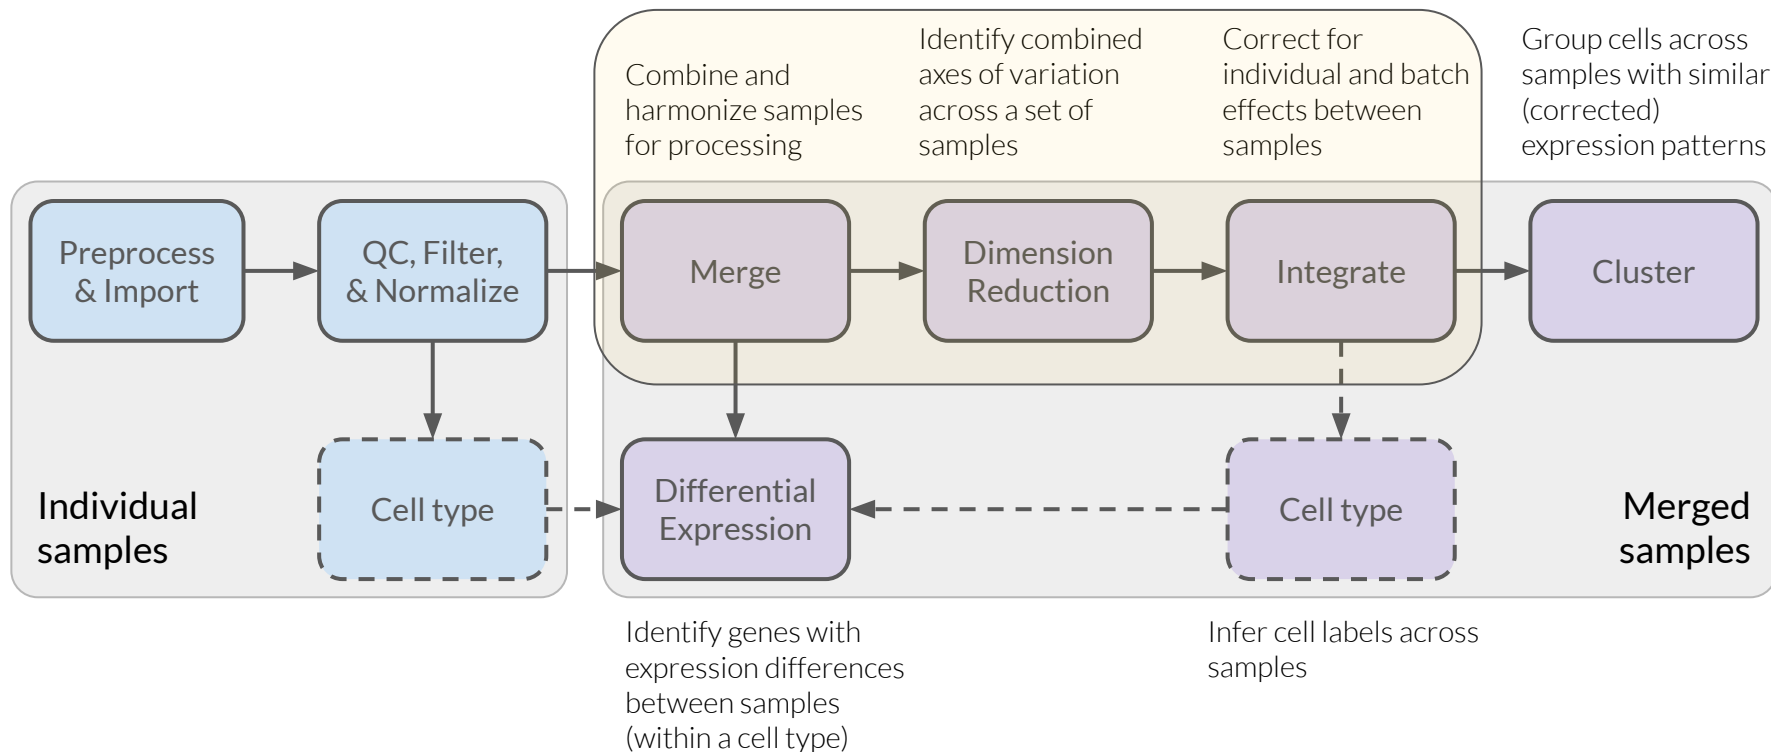 Combine and
harmonize samples
for processing
Identify combined
axes of variation
across a set of
samples
Correct for
individual and batch
effects between
samples
Group cells across
samples with similar
(corrected)
expression patterns
Preprocess
& Import
QC, Filter,
& Normalize
Merge
Dimension
Reduction
Integrate
Cluster
Individual
samples
Cell type
Differential
Expression
Cell type
Merged
samples
Identify genes with
expression differences
between samples
(within a cell type)
Infer cell labels across
samples